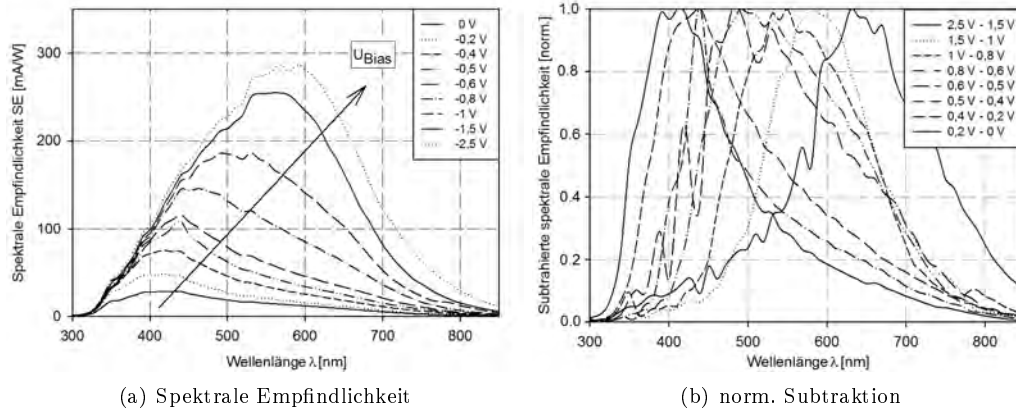 Spektrale Empfindlichkeit SE [mA/W]
300
200
100
50
0
300 400 500 600 700 800
Wellenlänge λ [nm]
U Bias
0 V
-0,2 V
-0,4 V
-0,5 V
-0,6 V
-0,8 V
-1 V
-1,5 V
-2,5 V
(a) Spektrale Empfindlichkeit
Subtrahierte spektrale Empfindlichkeit [norm.]
1.0
0.8
0.6
0.4
0.2
0.0
300 400 500 600 700 800
Wellenlänge λ [nm]
2,5 V - 1,5 V
1,5 V - 1 V
1 V - 0,8 V
0,8 V - 0,6 V
0,6 V - 0,5 V
0,5 V - 0,4 V
0,4 V - 0,2 V
0,2 V - 0 V
(b) norm. Subtraktion